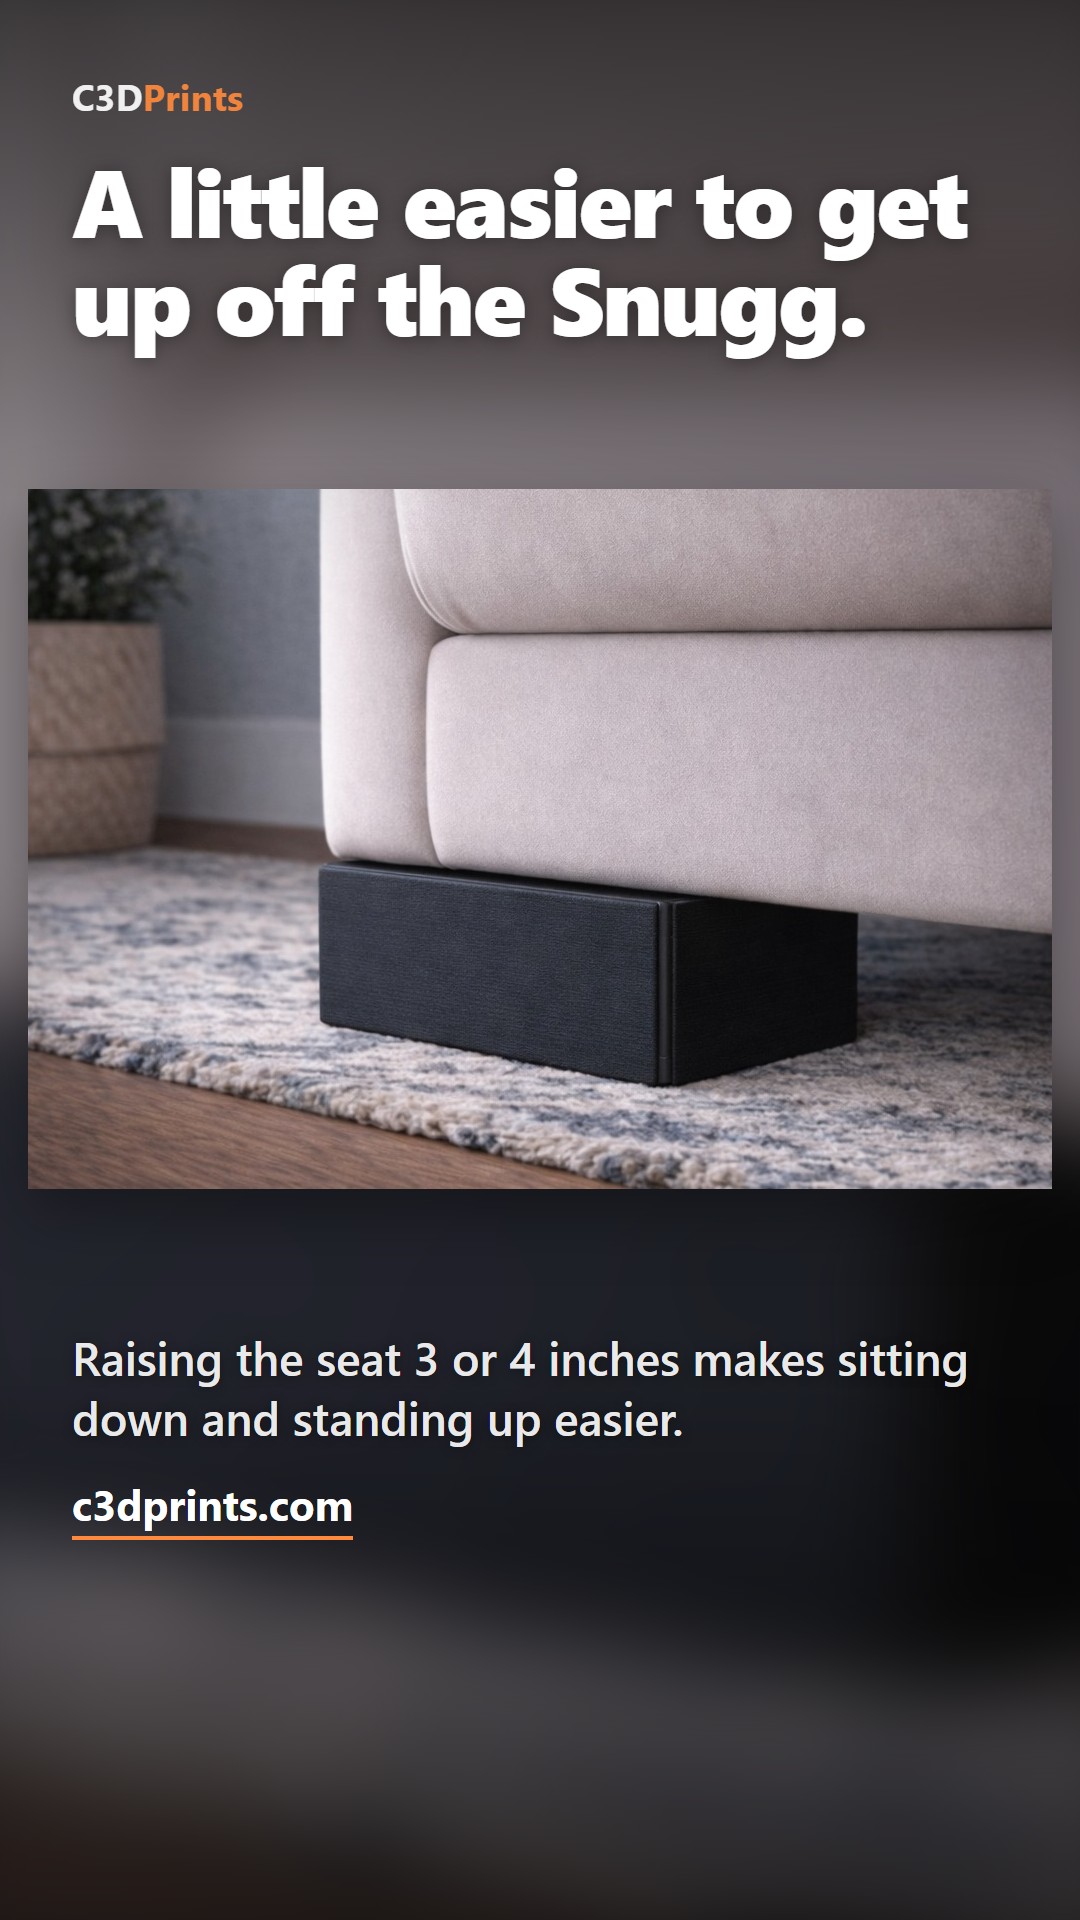 C3DPrints
A little easier to get
up off the Snugg.
Raising the seat 3 or 4 inches makes sitting
down and standing up easier.
c3dprints.com